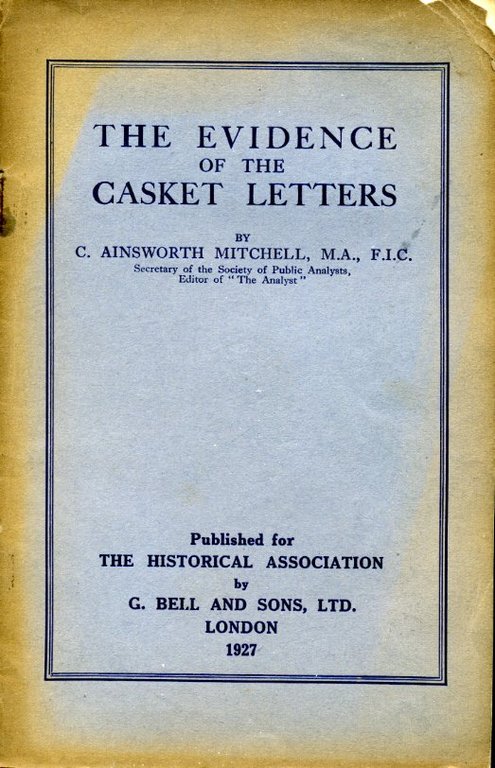 THE EVIDENCE
OF THE
CASKET LETTERS
BY
C. AINSWORTH MITCHELL, M.A., F.I.C.
Secretary of the Society of Public Analysts,
Editor of "The Analyst"
Published for
THE HISTORICAL ASSOCIATION
by
G. BELL AND SONS, LTD.
LONDON
1927